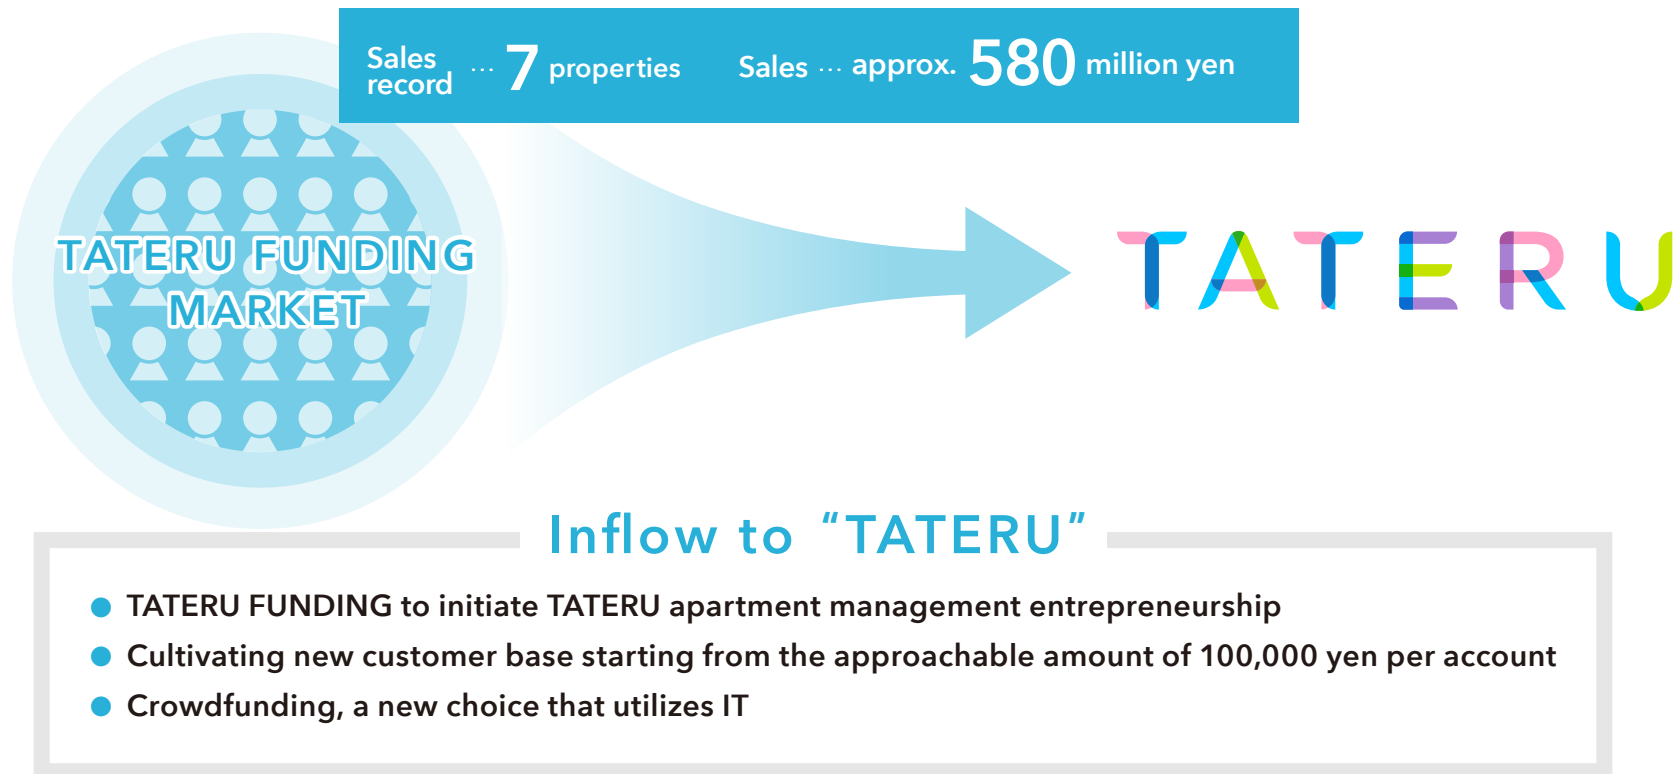 Sales record … 7 properties Sales … approx. 580 million yen
TATERU FUNDING
MARKET
TATERU
Inflow to “TATERU”
● TATERU FUNDING to initiate TATERU apartment management entrepreneurship
● Cultivating new customer base starting from the approachable amount of 100,000 yen per account
● Crowdfunding, a new choice that utilizes IT